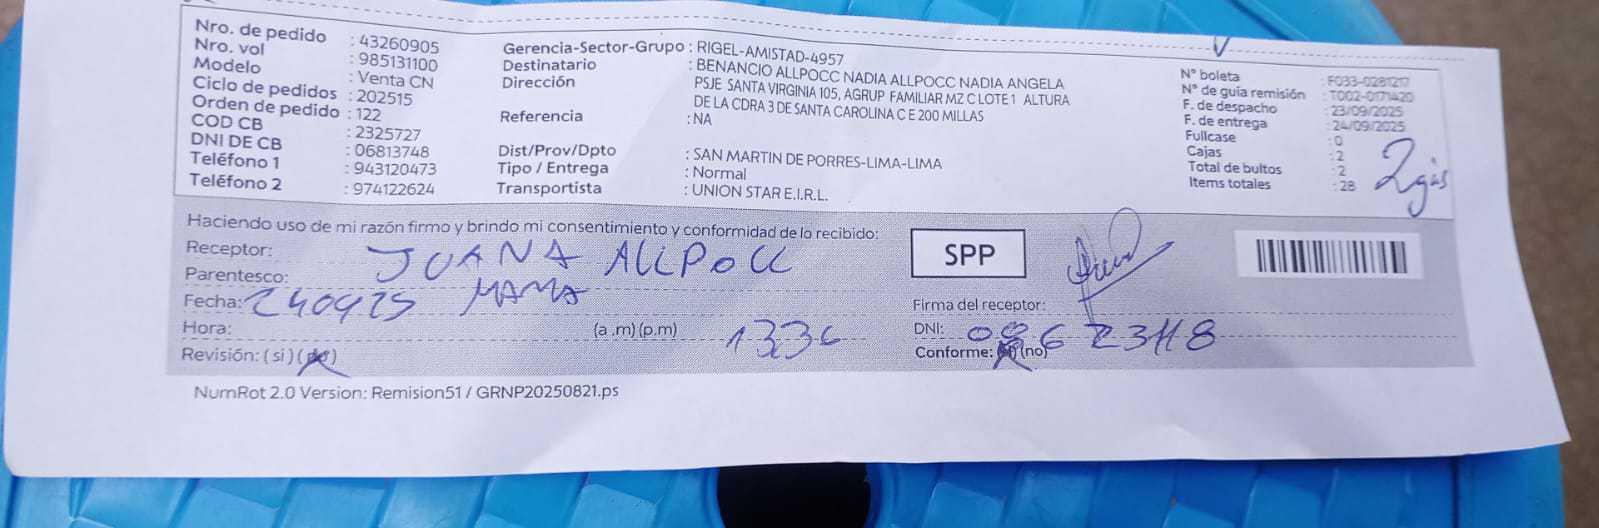 Nro. de pedido : 43260905
Nro. vol : 985131100
Modelo : Venta CN
Ciclo de pedidos : 202515
Orden de pedido : 122
COD CB : 2325727
DNI DE CB : 06813748
Teléfono 1 : 943120473
Teléfono 2 : 974122624
Gerencia-Sector-Grupo : RIGEL-AMISTAD-4957
Destinatario : BENANCIO ALLPOCC NADIA ALLPOCC NADIA ANGELA
Dirección PSJE SANTA VIRGINIA 105, AGRUP FAMILIAR MZ C LOTE 1 ALTURA
DE LA CDRA 3 DE SANTA CAROLINA C E 200 MILLAS
Referencia : NA
Dist/Prov/Dpto : SAN MARTIN DE PORRES-LIMA-LIMA
Tipo / Entrega : Normal
Transportista : UNION STAR E.I.R.L.
N° boleta : F033-0281217
N° de guia remisión : T002-0171420
F. de despacho : 23/09/2025
F. de entrega : 24/09/2025
Fullcase : 0
Cajas : 2
Total de bultos : 2
Items totales : 28
Haciendo uso de mi razón firmo y brindo mi consentimiento y conformidad de lo recibido:
Receptor: JUANA ALLPOCC
Parentesco: MAMA
Fecha: 240925
Hora: (a .m) (p.m) 1336
Revisión: ( si ) (
SPP
Firma del receptor:
DNI:
Conforme: (no)
NumRot 2.0 Version: Remision51 / GRNP20250821.ps